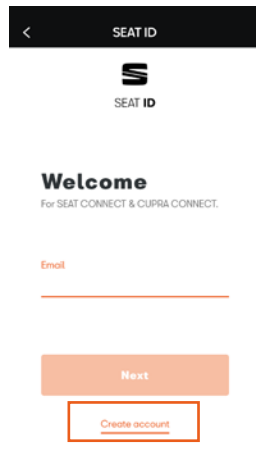 SEAT ID
SEAT ID
Welcome
For SEAT CONNECT & CUPRA CONNECT.
Email
Next
Create account